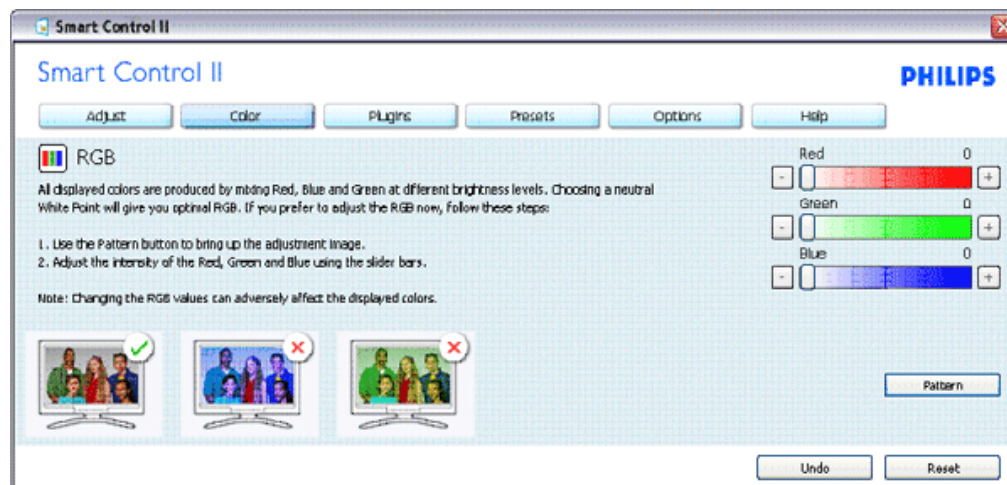 Smart Control II
Smart Control II
PHILIPS
Adjust Color Plugins Presets Options Help
RGB
All displayed colors are produced by mixing Red, Blue and Green at different brightness levels. Choosing a neutral
White Point will give you optimal RGB. If you prefer to adjust the RGB now, follow these steps:
1. Use the Pattern button to bring up the adjustment image.
2. Adjust the intensity of the Red, Green and Blue using the slider bars.
Note: Changing the RGB values can adversely affect the displayed colors.
Red 0
- +
Green 0
- +
Blue 0
- +
Pattern
Undo Reset